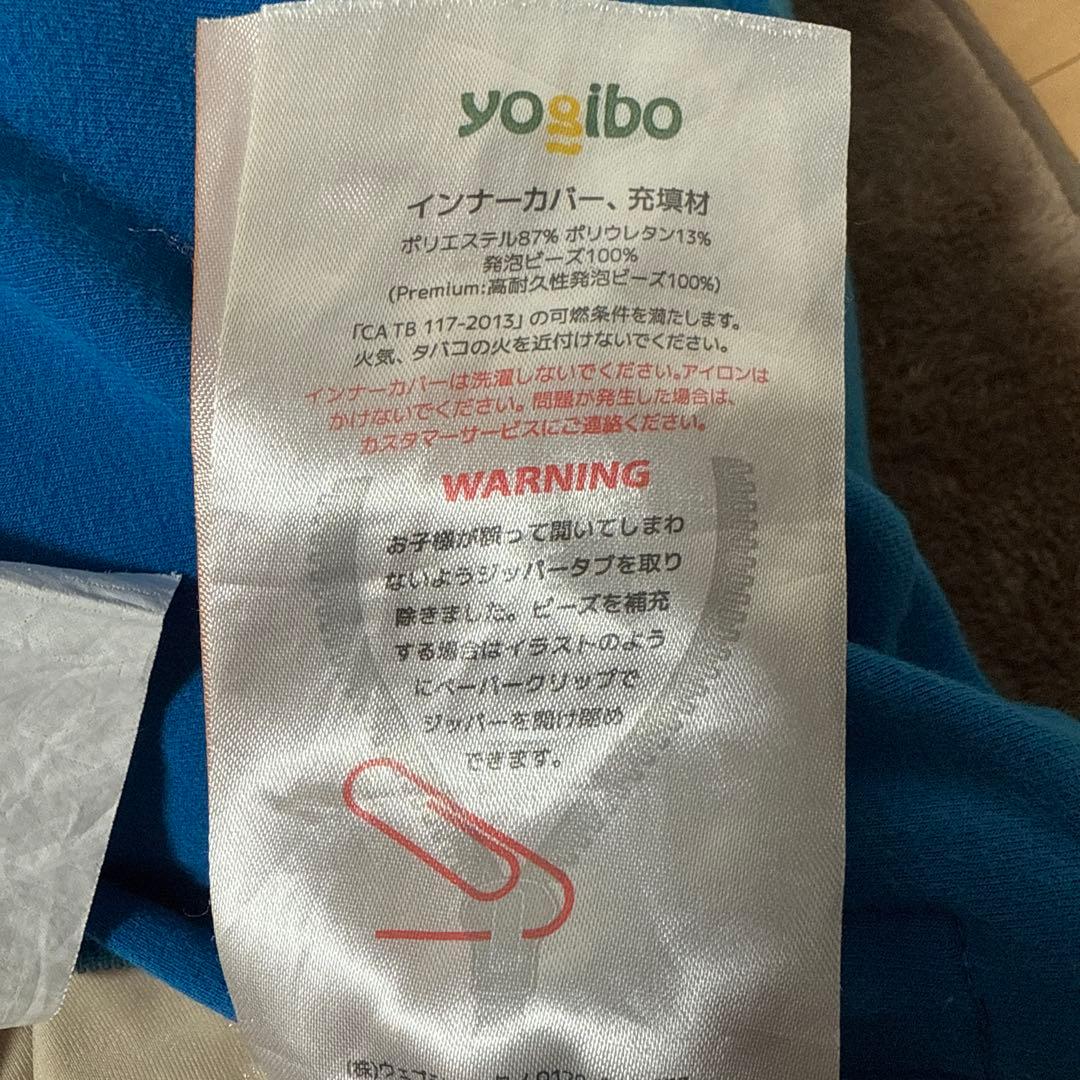 yogibo
インナーカバー、充填材
ポリエステル87% ポリウレタン13%
発泡ビーズ100%
(Premium:高耐久性発泡ビーズ100%)
「CA TB 117-2013」の可燃条件を満たします。
火気、タバコの火を近付けないでください。
インナーカバーは洗濯しないでください。アイロンは
かけないでください。問題が発生した場合は、
カスタマーサービスにご連絡ください。
WARNING
お子様が誤って開いてしまわ
ないようジッパータブを取り
除きました。ビーズを補充
する場合はイラストのよう
にペーパークリップで
ジッパーを開け閉め
できます。
(株)ウェブ